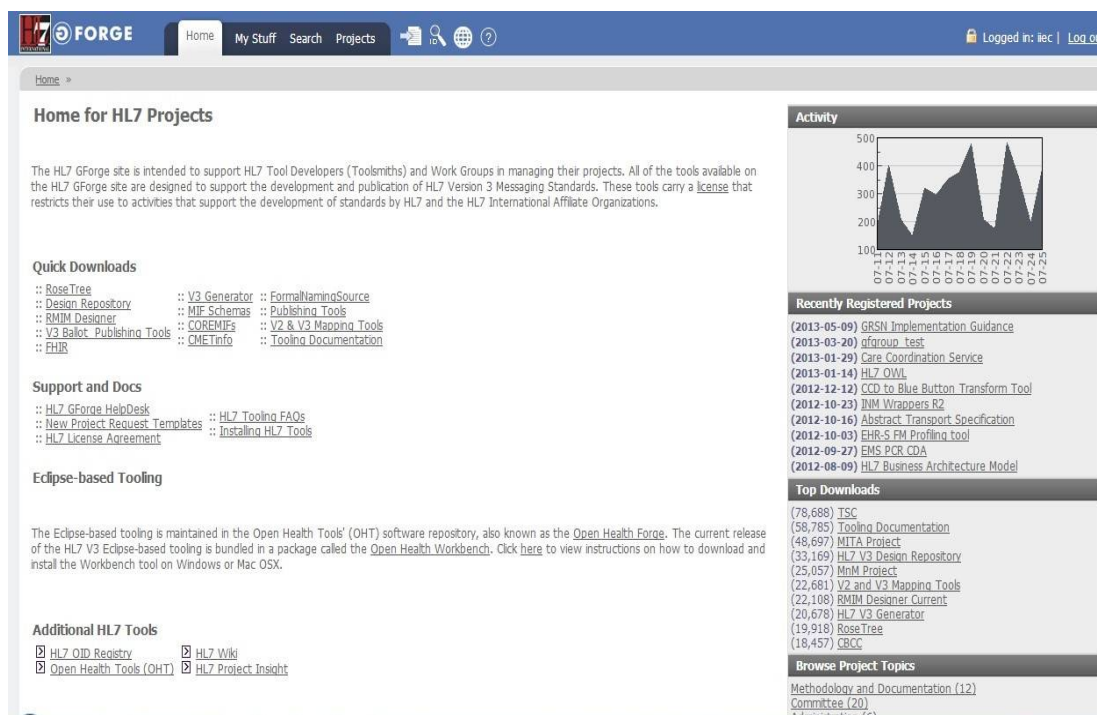 HL7 INTERNATIONAL GFORGE
Home My Stuff Search Projects
Logged in: iiec | Log ou
Home »
Home for HL7 Projects
The HL7 GForge site is intended to support HL7 Tool Developers (Toolsmiths) and Work Groups in managing their projects. All of the tools available on
the HL7 GForge site are designed to support the development and publication of HL7 Version 3 Messaging Standards. These tools carry a license that
restricts their use to activities that support the development of standards by HL7 and the HL7 International Affiliate Organizations.
Quick Downloads
:: RoseTree
:: Design Repository
:: RMIM Designer
:: V3 Ballot Publishing Tools
:: FHIR
:: V3 Generator
:: MIF Schemas
:: COREMIFs
:: CMETinfo
:: FormalNamingSource
:: Publishing Tools
:: V2 & V3 Mapping Tools
:: Tooling Documentation
Support and Docs
:: HL7 GForge HelpDesk
:: New Project Request Templates
:: HL7 License Agreement
:: HL7 Tooling FAQs
:: Installing HL7 Tools
Eclipse-based Tooling
The Eclipse-based tooling is maintained in the Open Health Tools' (OHT) software repository, also known as the Open Health Forge. The current release
of the HL7 V3 Eclipse-based tooling is bundled in a package called the Open Health Workbench. Click here to view instructions on how to download and
install the Workbench tool on Windows or Mac OSX.
Additional HL7 Tools
HL7 OID Registry
Open Health Tools (OHT)
HL7 Wiki
HL7 Project Insight
Activity
500
400
300
200
100
07-11
07-12
07-13
07-14
07-15
07-16
07-17
07-18
07-19
07-20
07-21
07-22
07-23
07-24
07-25
Recently Registered Projects
(2013-05-09) GRSN Implementation Guidance
(2013-03-20) gfgroup_test
(2013-01-29) Care Coordination Service
(2013-01-14) HL7 OWL
(2012-12-12) CCD to Blue Button Transform Tool
(2012-10-23) INM Wrappers R2
(2012-10-16) Abstract Transport Specification
(2012-10-03) EHR-S FM Profiling tool
(2012-09-27) EMS PCR CDA
(2012-08-09) HL7 Business Architecture Model
Top Downloads
(78,688) TSC
(58,785) Tooling Documentation
(48,697) MITA Project
(33,169) HL7 V3 Design Repository
(25,057) MnM Project
(22,681) V2 and V3 Mapping Tools
(22,108) RMIM Designer Current
(20,678) HL7 V3 Generator
(19,918) RoseTree
(18,457) CBCC
Browse Project Topics
Methodology and Documentation (12)
Committee (20)